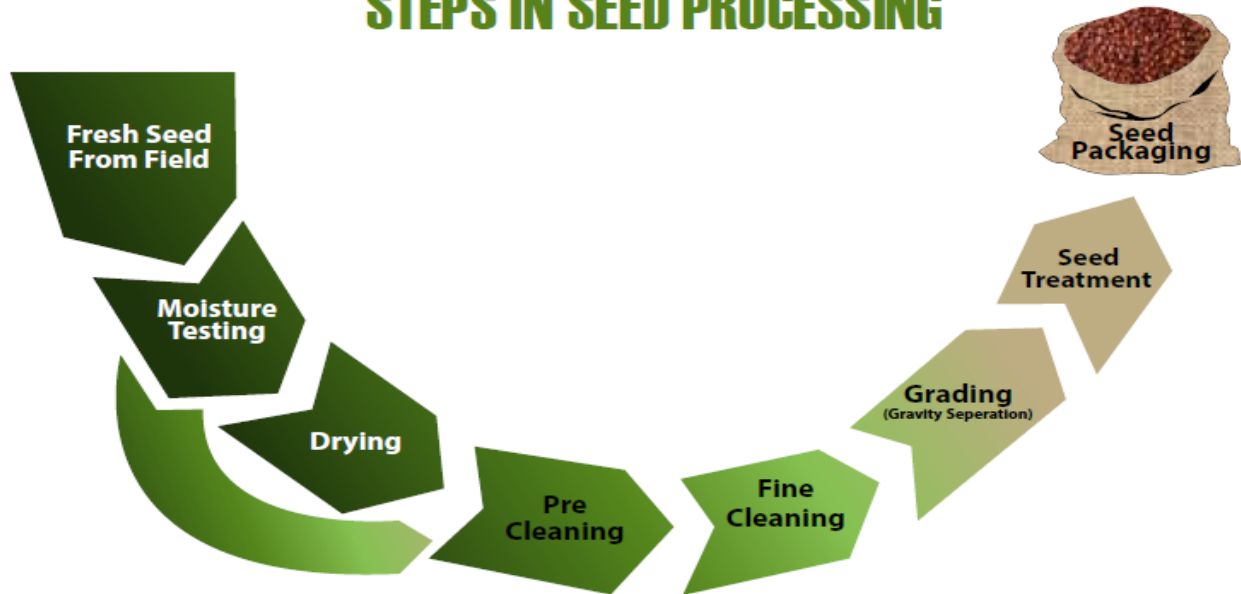 STEPS IN SEED PROCESSING
Fresh Seed
From Field
Moisture
Testing
Drying
Pre
Cleaning
Fine
Cleaning
Grading
(Gravity Seperation)
Seed
Treatment
Seed
Packaging